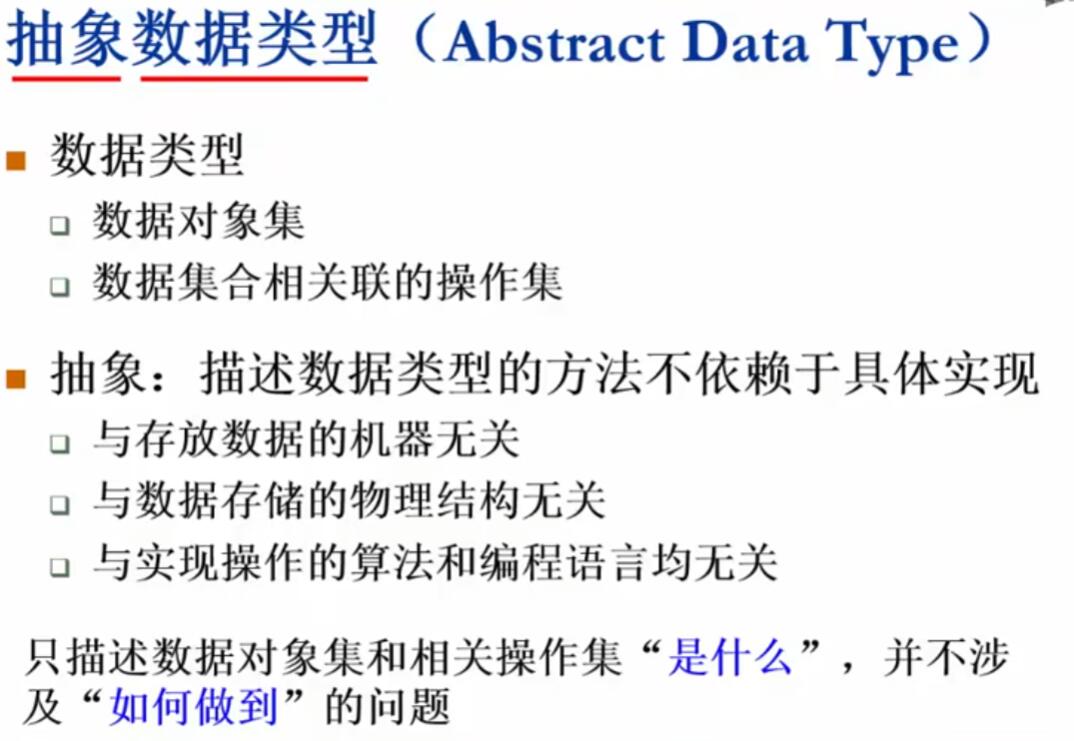 抽象数据类型（Abstract Data Type）
数据类型
数据对象集
数据集合相关联的操作集
抽象：描述数据类型的方法不依赖于具体实现
与存放数据的机器无关
与数据存储的物理结构无关
与实现操作的算法和编程语言均无关
只描述数据对象集和相关操作集“是什么”，并不涉
及“如何做到”的问题